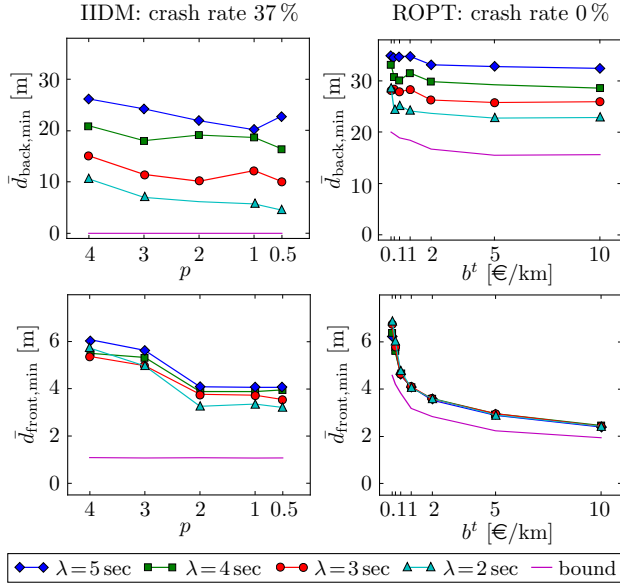 IIDM: crash rate 37 %
ROPT: crash rate 0 %
d̄back,min [m]
30
20
10
0
4 3 2 1 0.5
p
d̄back,min [m]
40
30
20
10
0
0.1 1 2 5 10
bᵗ [€/km]
d̄front,min [m]
6
4
2
0
4 3 2 1 0.5
p
d̄front,min [m]
6
4
2
0
0.1 1 2 5 10
bᵗ [€/km]
λ=5 sec λ=4 sec λ=3 sec λ=2 sec bound